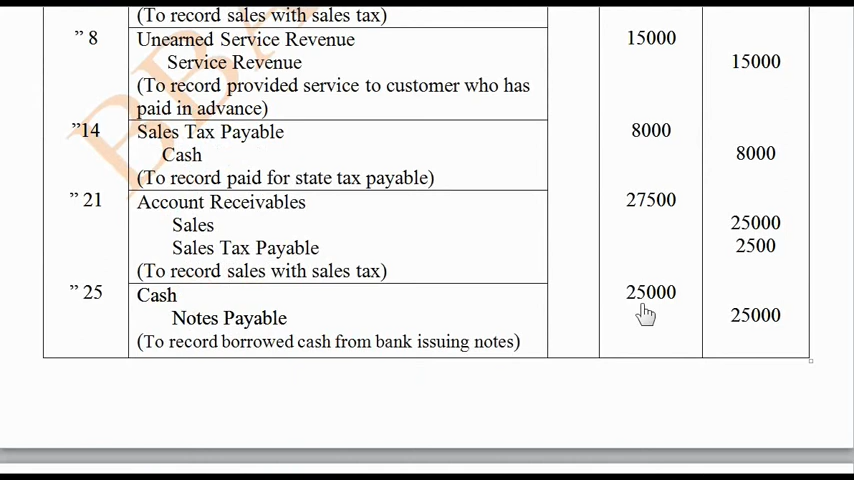 (To record sales with sales tax)
” 8 Unearned Service Revenue 15000
Service Revenue 15000
(To record provided service to customer who has
paid in advance)
”14 Sales Tax Payable 8000
Cash 8000
(To record paid for state tax payable)
” 21 Account Receivables 27500
Sales 25000
Sales Tax Payable 2500
(To record sales with sales tax)
” 25 Cash 25000
Notes Payable 25000
(To record borrowed cash from bank issuing notes)
BBA